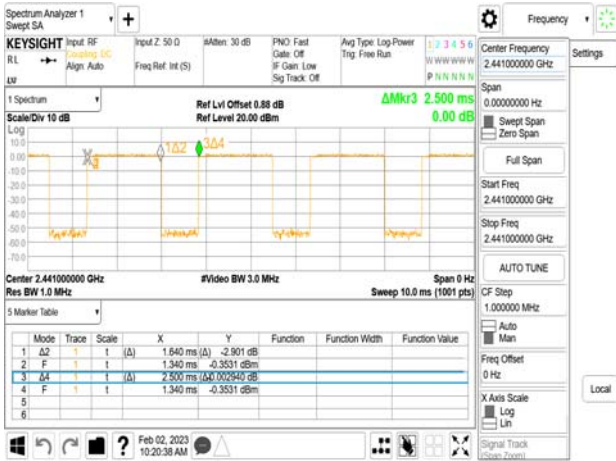 Spectrum Analyzer 1
Swept SA
Frequency
KEYSIGHT
RL
Input: RF
Coupling: DC
Align: Auto
Input Z: 50 Ω
Freq Ref: Int (S)
#Atten: 30 dB
PNO: Fast
Gate: Off
IF Gain: Low
Sig Track: Off
Avg Type: Log-Power
Trig: Free Run
1 2 3 4 5 6
W W W W W W
P N N N N N
1 Spectrum
Scale/Div 10 dB
Ref Lvl Offset 0.88 dB
Ref Level 20.00 dBm
ΔMkr3 2.500 ms
0.00 dB
Log
10.0
0.00
-10.0
-20.0
-30.0
-40.0
-50.0
-60.0
-70.0
1Δ2
3Δ4
Center 2.441000000 GHz
Res BW 1.0 MHz
#Video BW 3.0 MHz
Span 0 Hz
Sweep 10.0 ms (1001 pts)
5 Marker Table
Mode Trace Scale X Y Function Function Width Function Value
1 Δ2 1 t (Δ) 1.640 ms (Δ) -2.901 dB
2 F 1 t 1.340 ms -0.3531 dBm
3 Δ4 1 t (Δ) 2.500 ms (Δ) 0.002940 dB
4 F 1 t 1.340 ms -0.3531 dBm
5
6
Feb 02, 2023
10:20:38 AM
Center Frequency
2.441000000 GHz
Span
0.00000000 Hz
Swept Span
Zero Span
Full Span
Start Freq
2.441000000 GHz
Stop Freq
2.441000000 GHz
AUTO TUNE
CF Step
1.000000 MHz
Auto
Man
Freq Offset
0 Hz
X Axis Scale
Log
Lin
Signal Track
(Span Zoom)
Settings
Local